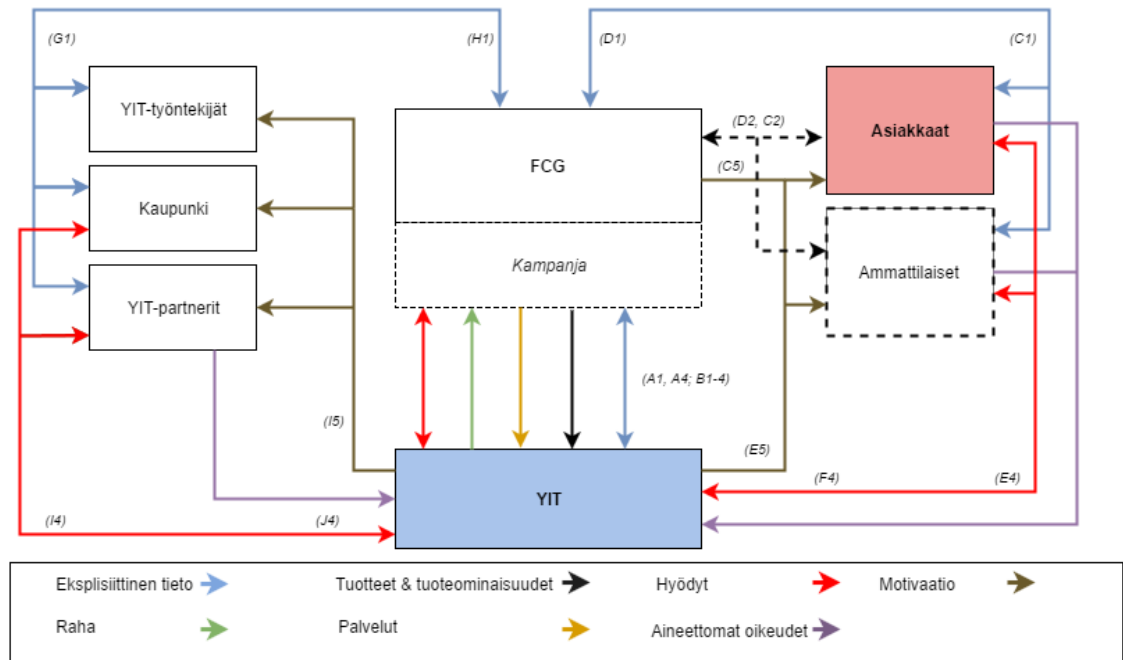 (G1)
(H1)
(D1)
(C1)
YIT-työntekijät
(D2, C2)
Asiakkaat
FCG
(C5)
Kaupunki
Kampanja
Ammattilaiset
YIT-partnerit
(A1, A4; B1-4)
(I5)
(E5)
(F4)
(E4)
YIT
(I4)
(J4)
Eksplisiittinen tieto
Tuotteet & tuoteominaisuudet
Hyödyt
Motivaatio
Raha
Palvelut
Aineettomat oikeudet